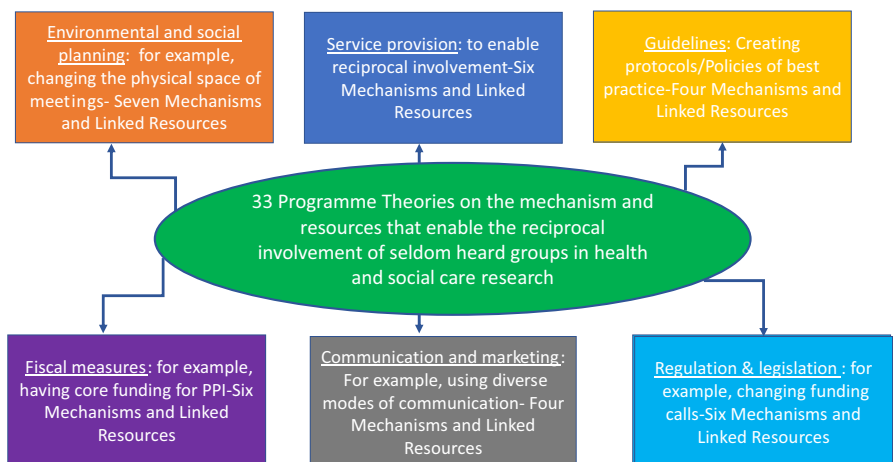 Environmental and social
planning: for example,
changing the physical space of
meetings- Seven Mechanisms
and Linked Resources
Service provision: to enable
reciprocal involvement-Six
Mechanisms and Linked
Resources
Guidelines: Creating
protocols/Policies of best
practice-Four Mechanisms and
Linked Resources
33 Programme Theories on the mechanism and
resources that enable the reciprocal
involvement of seldom heard groups in health
and social care research
Fiscal measures: for example,
having core funding for PPI-Six
Mechanisms and Linked
Resources
Communication and marketing:
For example, using diverse
modes of communication- Four
Mechanisms and Linked
Resources
Regulation & legislation : for
example, changing funding
calls-Six Mechanisms and
Linked Resources